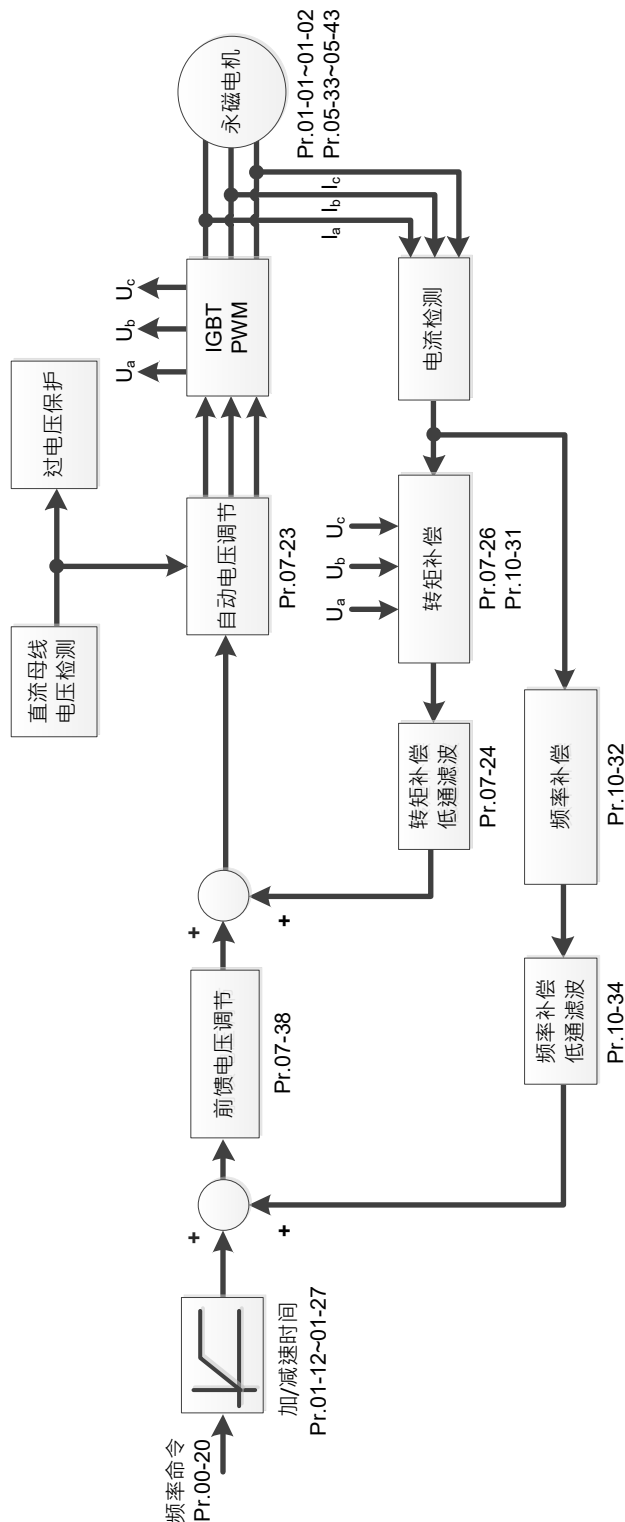 频率命令
Pr.00-20
加/减速时间
Pr.01-12~01-27
+
+
前馈电压调节
Pr.07-38
+
+
直流母线
电压检测
过电压保护
自动电压调节
Pr.07-23
Ua
Ub
Uc
IGBT
PWM
永磁电机
Pr.01-01~01-02
Pr.05-33~05-43
Ia
Ib
Ic
电流检测
Ua
Ub
Uc
转矩补偿
Pr.07-26
Pr.10-31
转矩补偿
低通滤波
Pr.07-24
频率补偿
Pr.10-32
频率补偿
低通滤波
Pr.10-34